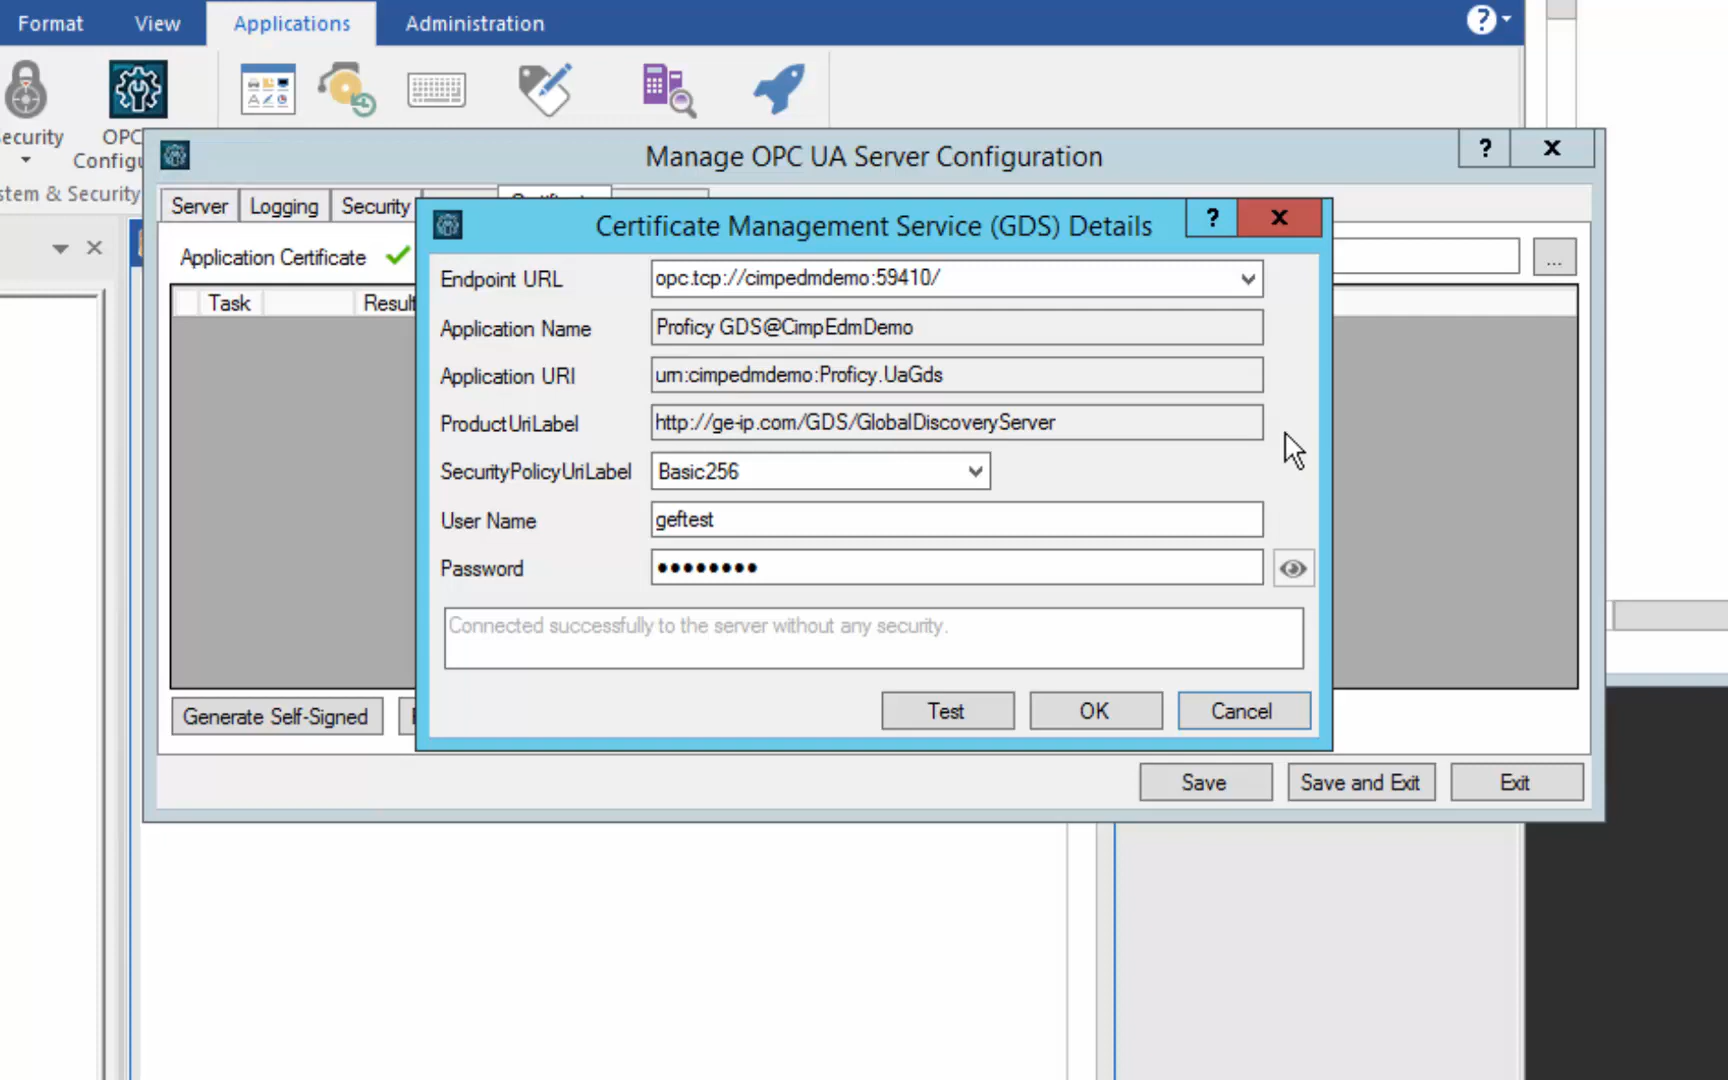 Format View Applications Administration
ecurity
OPC
Configu
stem & Security
Manage OPC UA Server Configuration
? X
Server Logging Security
Application Certificate
...
Task Result
Certificate Management Service (GDS) Details
? X
Endpoint URL opc.tcp://cimpedmdemo:59410/
Application Name Proficy GDS@CimpEdmDemo
Application URI urn:cimpedmdemo:Proficy.UaGds
ProductUriLabel http://ge-ip.com/GDS/GlobalDiscoveryServer
SecurityPolicyUriLabel Basic256
User Name geftest
Password ••••••••
Connected successfully to the server without any security.
Test OK Cancel
Generate Self-Signed
Save Save and Exit Exit